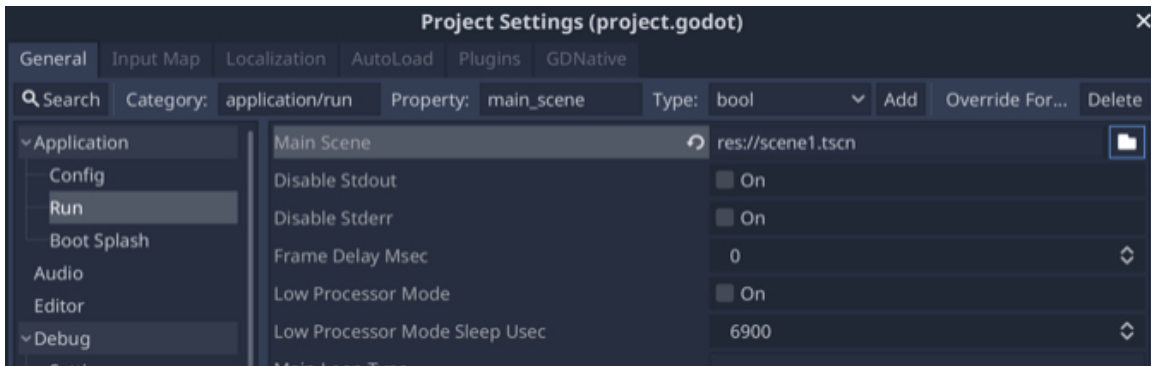 Project Settings (project.godot)
General Input Map Localization AutoLoad Plugins GDNative
Search Category: application/run Property: main_scene Type: bool Add Override For... Delete
Application
Config
Run
Boot Splash
Audio
Editor
Debug
Main Scene res://scene1.tscn
Disable Stdout On
Disable Stderr On
Frame Delay Msec 0
Low Processor Mode On
Low Processor Mode Sleep Usec 6900